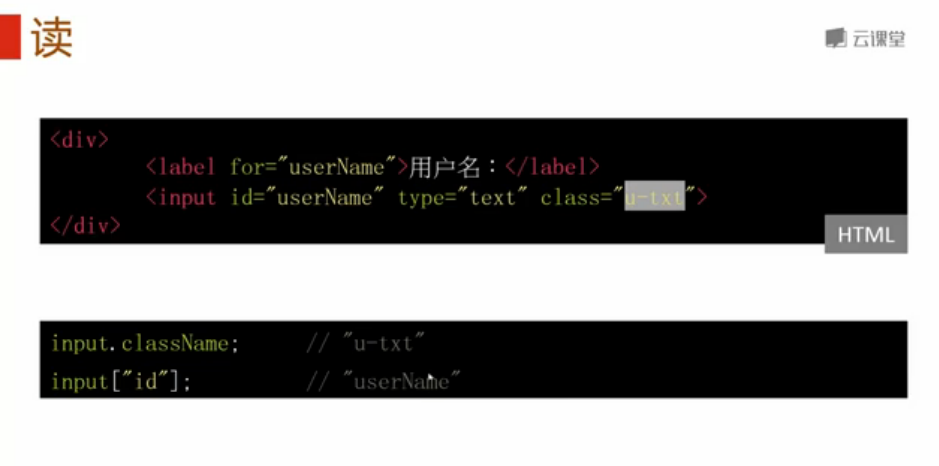 读
云课堂
<div>
<label for="userName">用户名：</label>
<input id="userName" type="text" class="u-txt">
</div>
HTML
input.className; // "u-txt"
input["id"]; // "userName"